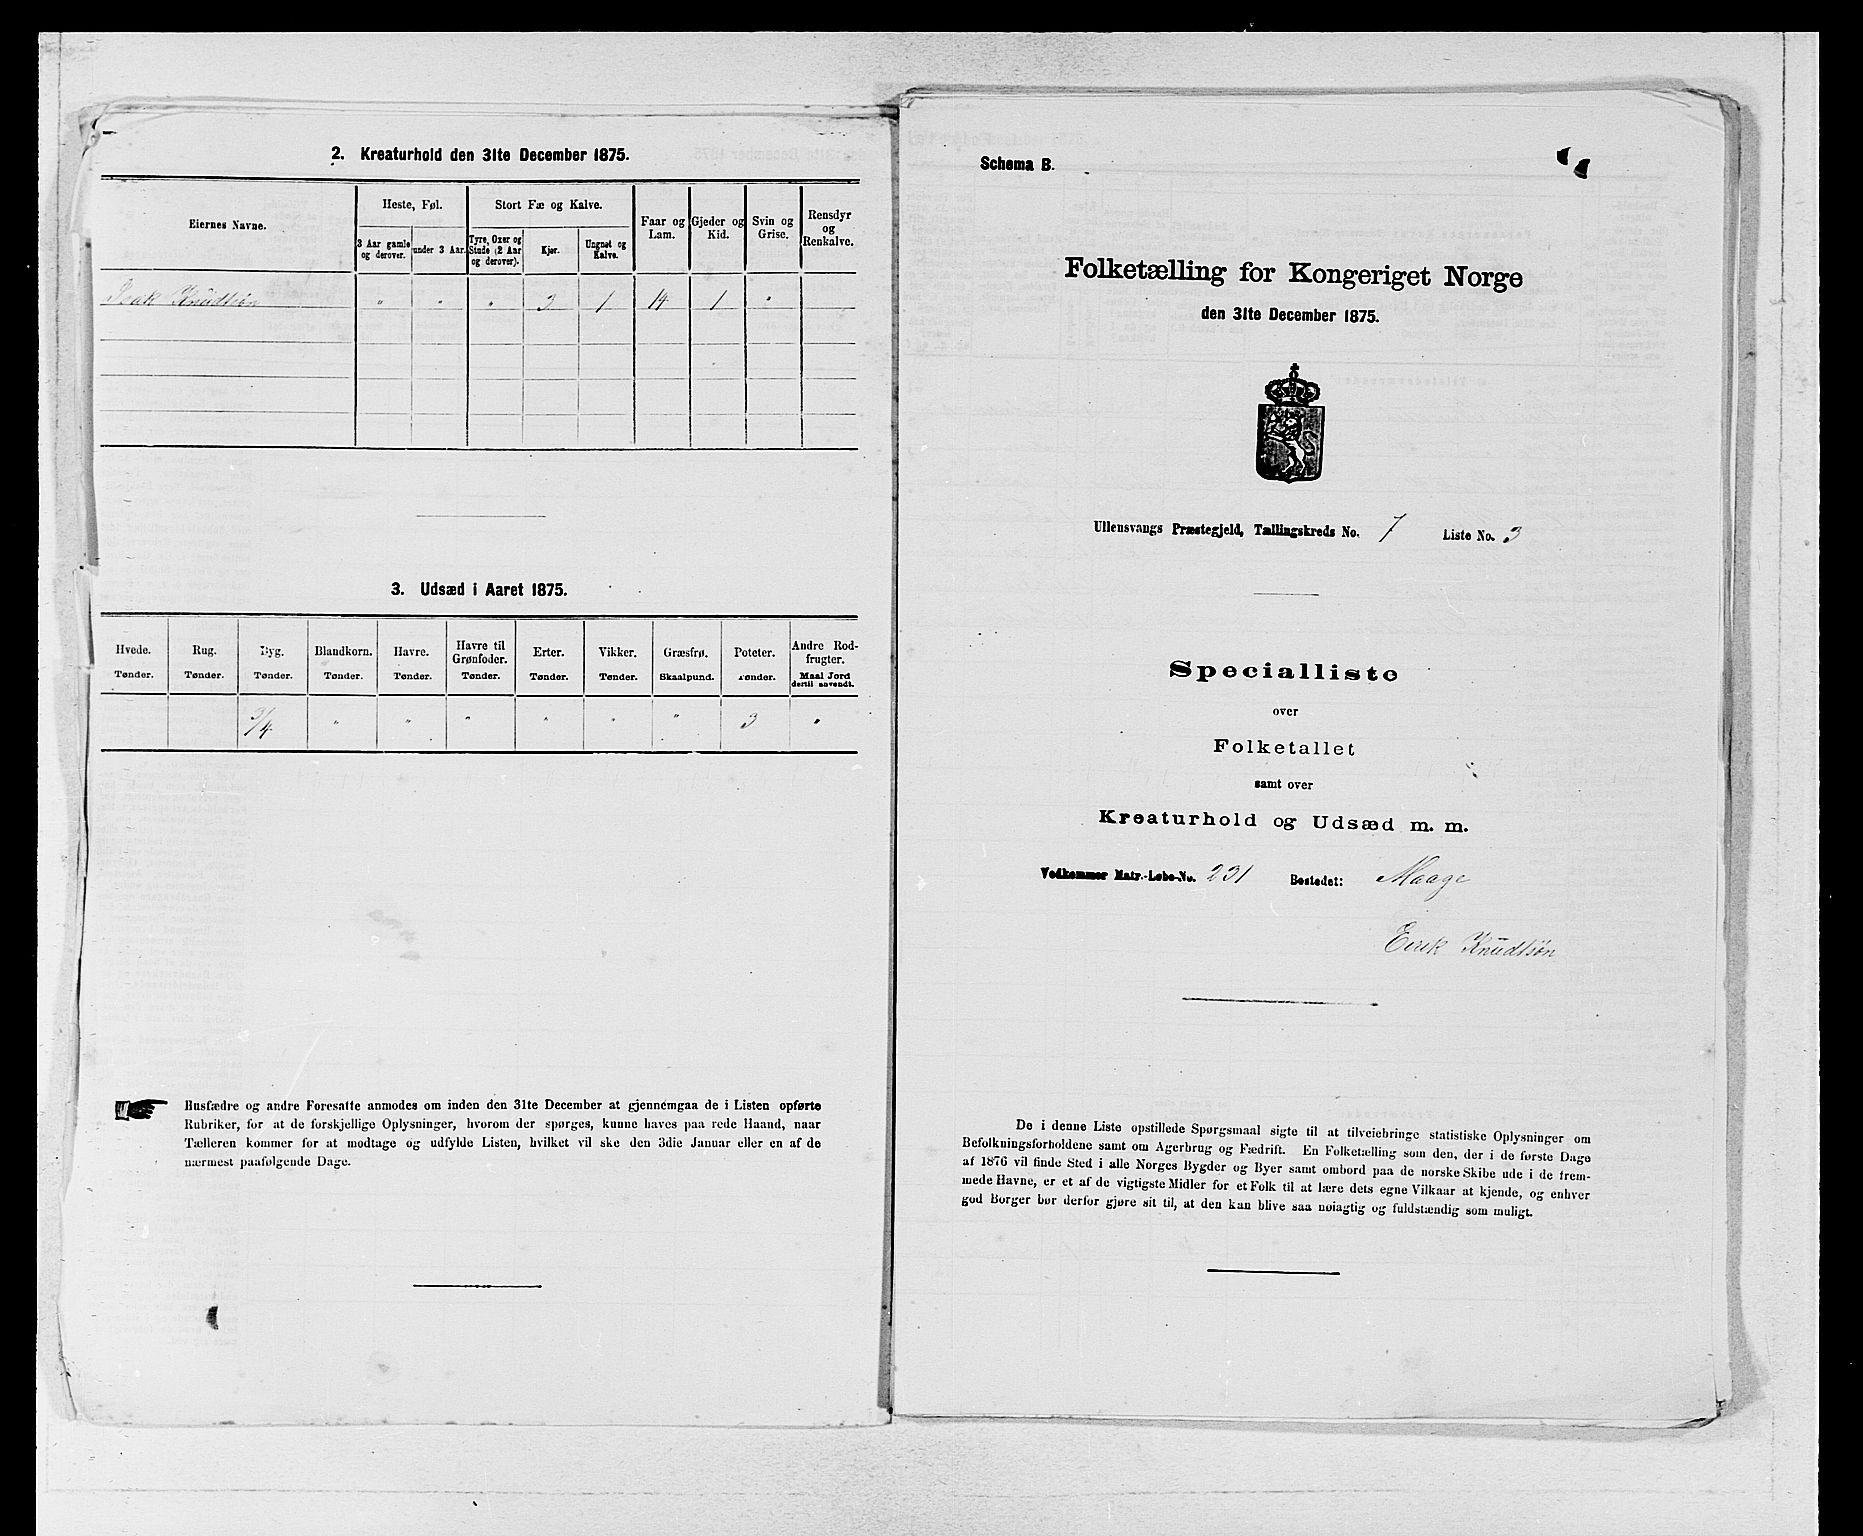 2. Kreaturhold den 31te December 1875.
Eiernes Navne.
Heste, Føl.
Stort Fæ og Kalve.
Faar og Lam.
Gjeder og Kid.
Svin og Grise.
Rensdyr og Renkalve.
3 Aar gamle og derover.
under 3 Aar.
Tyre, Oxer og Stude (2 Aar og derover).
Kjør.
Ungnøt og Kalve.
Isak Knudtsøn " " " 3 1 14 1 "
3. Udsæd i Aaret 1875.
Hvede. Rug. Byg. Blandkorn. Havre. Havre til Grønfoder. Erter. Vikker. Græsfrø. Poteter. Andre Rodfrugter.
Tønder. Tønder. Tønder. Tønder. Tønder. Tønder. Tønder. Tønder. Skaalpund. Tønder. Maal Jord dertil anvendt.
3/4 " " " " " " 3 "
Husfædre og andre Foresatte anmodes om inden den 31te December at gjennemgaa de i Listen opførte
Rubriker, for at de forskjellige Oplysninger, hvorom der spørges, kunne haves paa rede Haand, naar
Tælleren kommer for at modtage og udfylde Listen, hvilket vil ske den 3die Januar eller en af de
nærmest paafølgende Dage.
Schema B.
Folketælling for Kongeriget Norge
den 31te December 1875.
Ullensvangs Præstegjeld, Tællingskreds No. 7 Liste No. 3
Specialliste
over
Folketallet
samt over
Kreaturhold og Udsæd m. m.
Vedkommer Matr.-Løbe-No. 231 Bostedet: Maage
Eirik Knudtsøn
De i denne Liste opstillede Spørgsmaal sigte til at tilveiebringe statistiske Oplysninger om
Befolkningsforholdene samt om Agerbrug og Fædrift. En Folketælling som den, der i de første Dage
af 1876 vil finde Sted i alle Norges Bygder og Byer samt ombord paa de norske Skibe ude i de frem-
mede Havne, er et af de vigtigste Midler for et Folk til at lære dets egne Vilkaar at kjende, og enhver
god Borger bør derfor gjøre sit til, at den kan blive saa nøiagtig og fuldstændig som muligt.